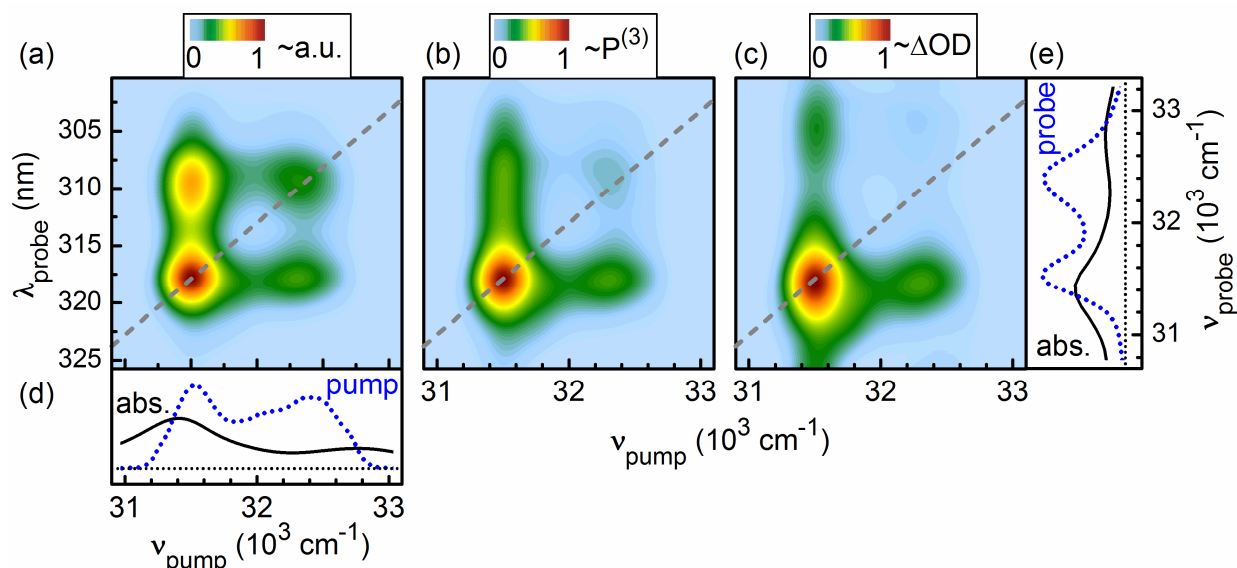 (a)
0 1 ~a.u.
(b)
0 1 ~P(3)
(c)
0 1 ~ΔOD
(e)
305
310
315
320
325
λprobe (nm)
31 32 33
31 32 33
νpump (103 cm-1)
probe
abs.
33
32
31
νprobe (103 cm-1)
(d)
abs.
pump
31 32 33
νpump (103 cm-1)